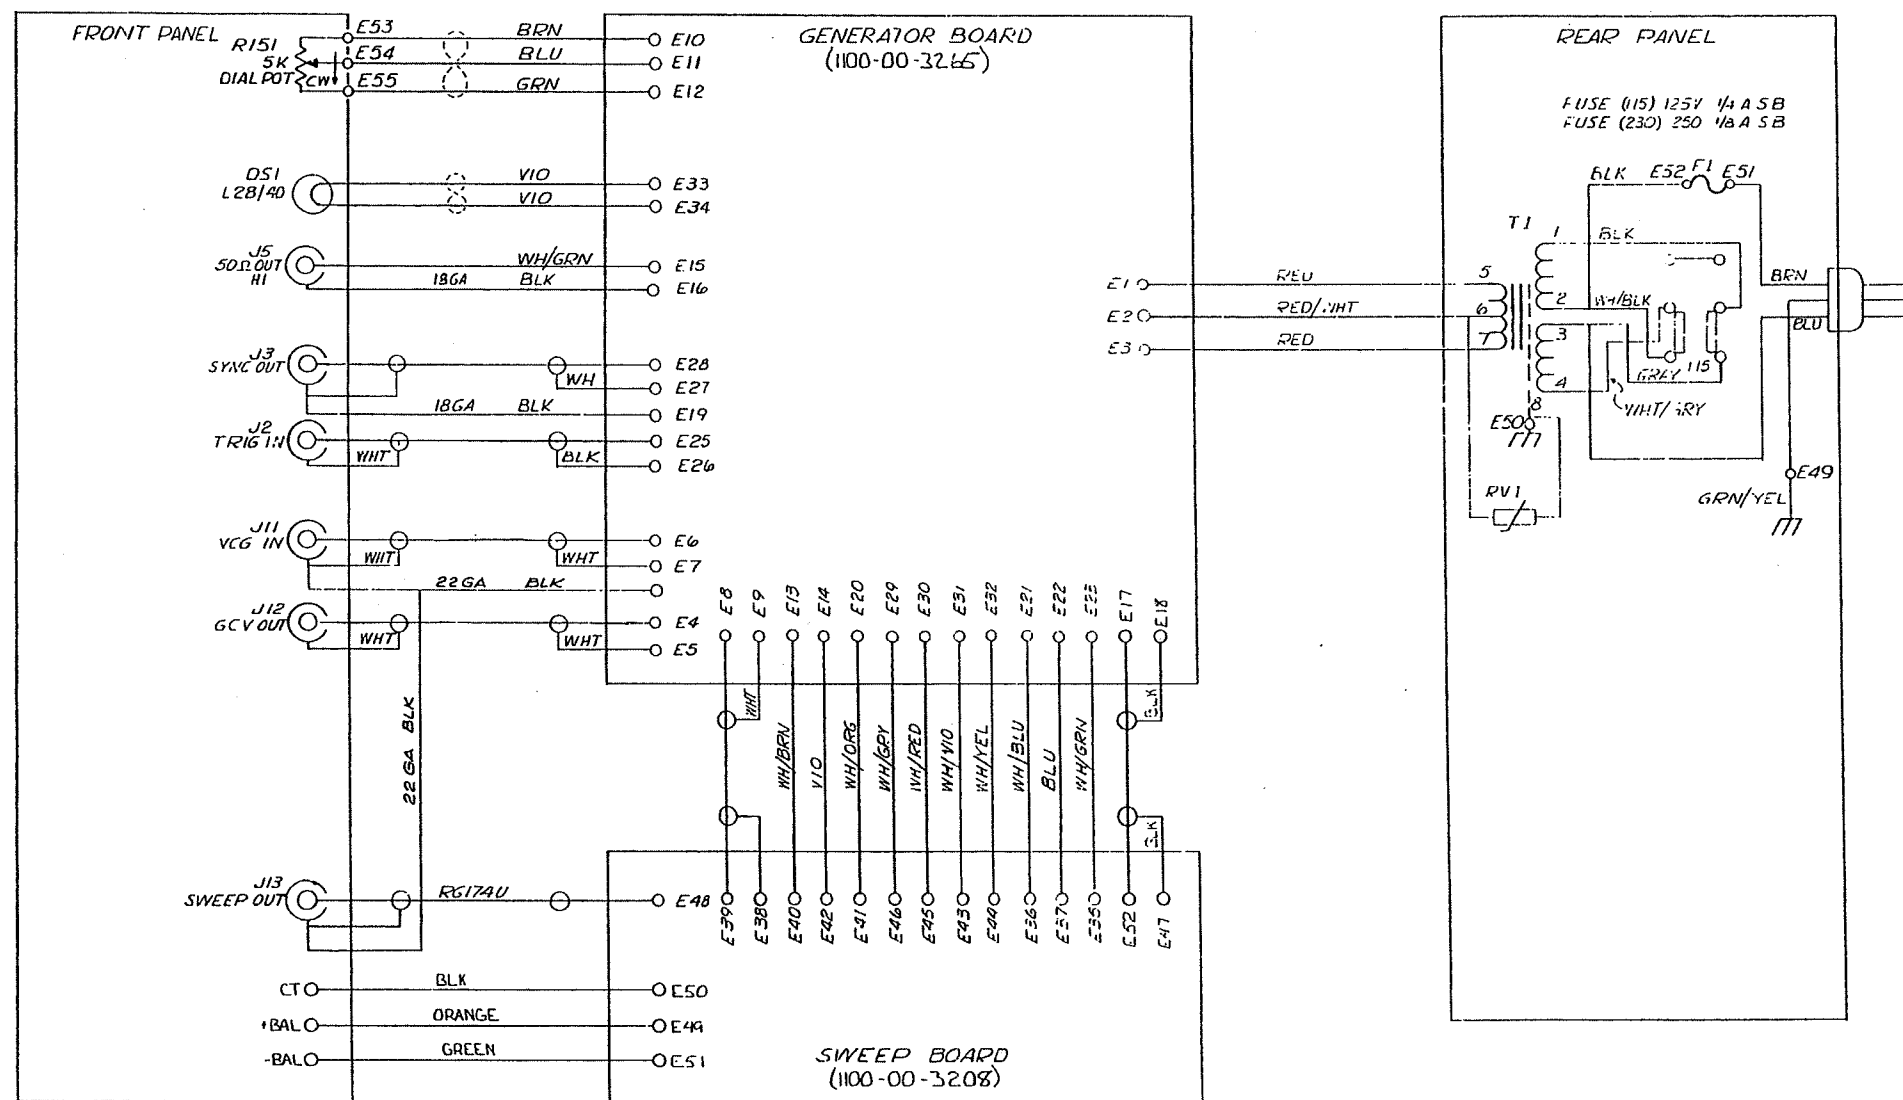 FRONT PANEL
R151
5K
DIAL POT
CW
E53
E54
E55
BRN
BLU
GRN
E10
E11
E12
GENERATOR BOARD
(1100-00-3265)
DS1
L28/40
VIO
VIO
E33
E34
J5
50Ω OUT
HI
WH/GRN
18GA BLK
E15
E16
J3
SYNC OUT
WH
18GA BLK
E28
E27
E19
J2
TRIG IN
WHT
BLK
E25
E26
J11
VCG IN
WHT
WHT
22GA BLK
E6
E7
J12
GCV OUT
WHT
WHT
E4
E5
22 GA BLK
E1
E2
E3
RED
RED/WHT
RED
E8
E9
E13
E14
E20
E29
E30
E31
E32
E21
E22
E23
E17
E18
WHT
WH/BRN
VIO
WH/ORG
WH/GRY
WH/RED
WH/VIO
WH/YEL
WH/BLU
BLU
WH/GRN
BLK
BLK
J13
SWEEP OUT
RG174U
E48
E39
E38
E40
E42
E41
E46
E45
E43
E44
E36
E37
E35
E52
E47
CT
BLK
E50
+BAL
ORANGE
E49
-BAL
GREEN
E51
SWEEP BOARD
(1100-00-3208)
REAR PANEL
FUSE (115) 125V 1/4 A SB
FUSE (230) 250 1/8 A SB
BLK
E52
F1
E51
T1
1
BLK
5
6
7
2
WH/BLK
3
4
GRAY
115
WHT/GRY
8
E50
RV1
BRN
BLU
E49
GRN/YEL